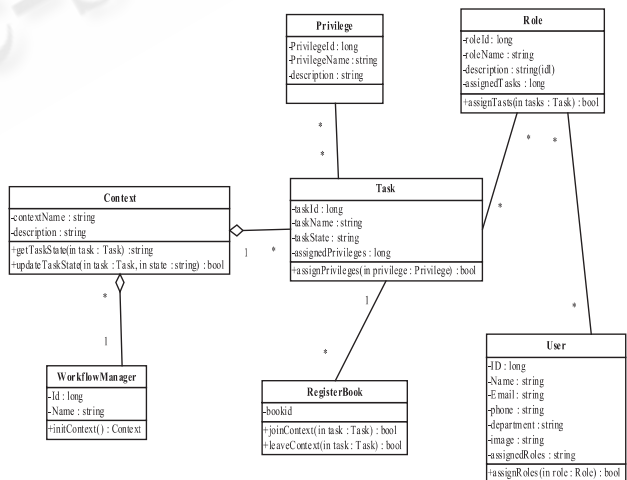 Privilege
-PrivilegeId : long
-PrivilegeName : string
-description : string
Role
-roleId : long
-roleName : string
-description : string(idl)
-assignedTasks : long
+assignTasts(in tasks : Task) : bool
*
*
*
*
*
*
Context
-contextName : string
-description : string
+getTaskState(in task : Task) : string
+updateTaskState(in task : Task, in state : string) : bool
1
*
Task
-taskId : long
-taskName : string
-taskState : string
-assignedPrivileges : long
+assignPrivileges(in privilege : Privilege) : bool
*
1
1
*
WorkflowManager
-Id : long
-Name : string
+initContext() : Context
RegisterBook
-bookid
+joinContext(in task : Task) : bool
+leaveContext(in task : Task) : bool
User
-ID : long
-Name : string
-Email : string
-phone : string
-department : string
-image : string
-assignedRoles : string
+assignRoles(in role : Role) : bool